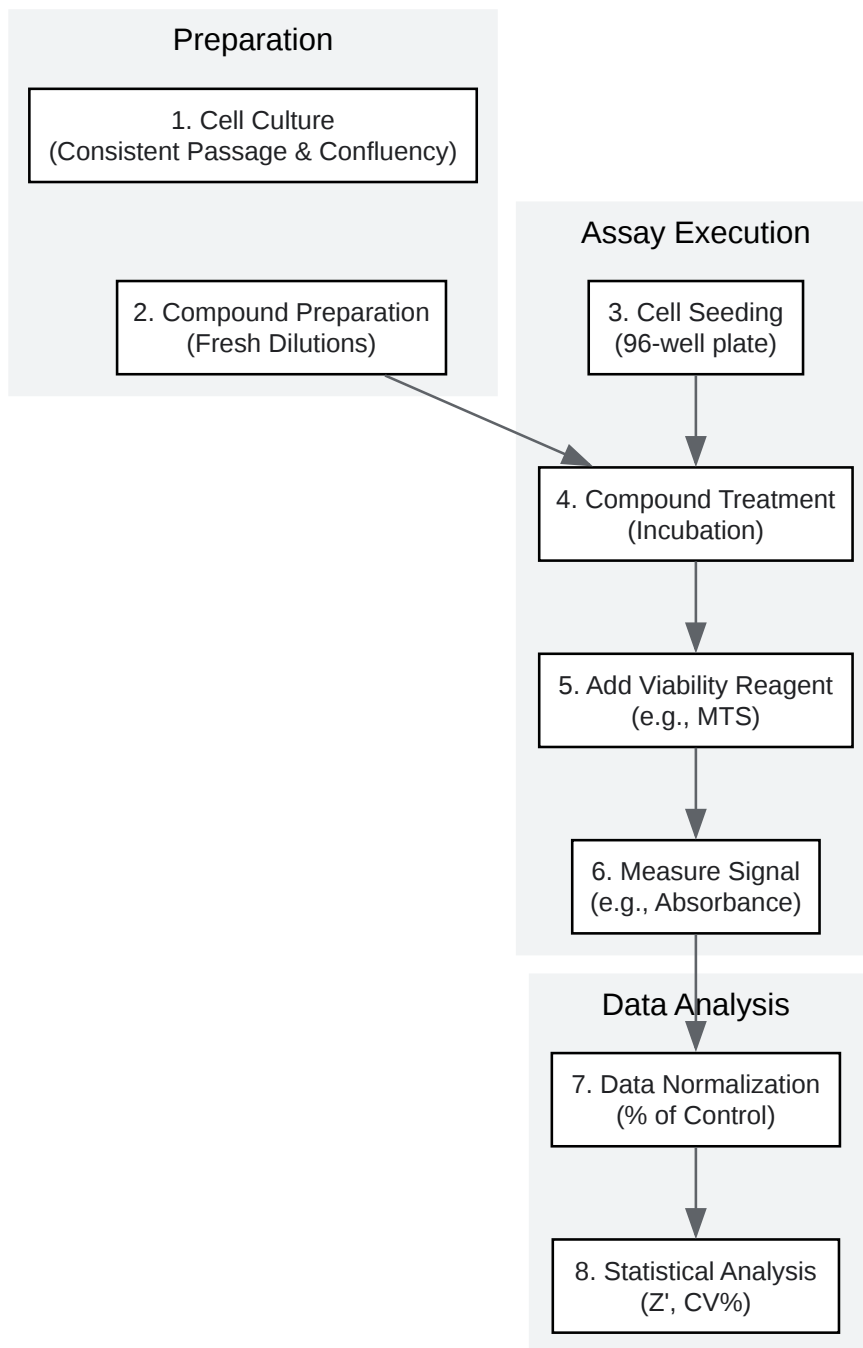 Preparation
1. Cell Culture
(Consistent Passage & Confluency)
2. Compound Preparation
(Fresh Dilutions)
Assay Execution
3. Cell Seeding
(96-well plate)
4. Compound Treatment
(Incubation)
5. Add Viability Reagent
(e.g., MTS)
6. Measure Signal
(e.g., Absorbance)
Data Analysis
7. Data Normalization
(% of Control)
8. Statistical Analysis
(Z', CV%)